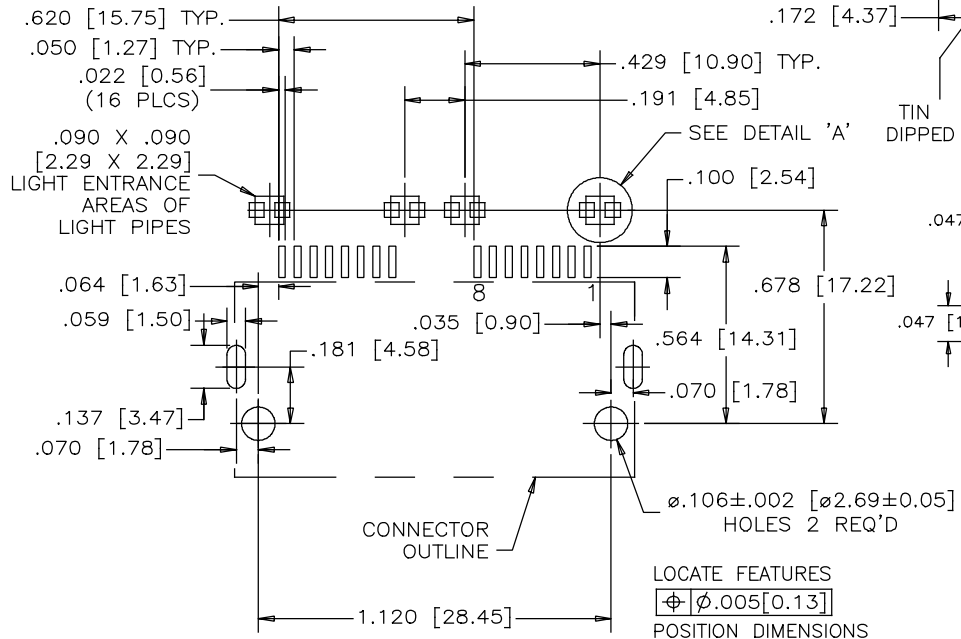 .620 [15.75] TYP.
.172 [4.37]
.050 [1.27] TYP.
.429 [10.90] TYP.
.022 [0.56]
(16 PLCS)
.191 [4.85]
TIN
DIPPED
SEE DETAIL 'A'
.090 X .090
[2.29 X 2.29]
LIGHT ENTRANCE
AREAS OF
LIGHT PIPES
.100 [2.54]
.047
.064 [1.63]
8
1
.678 [17.22]
.059 [1.50]
.035 [0.90]
.564 [14.31]
.047 [1
.181 [4.58]
.070 [1.78]
.137 [3.47]
.070 [1.78]
ø.106±.002 [ø2.69±0.05]
HOLES 2 REQ'D
CONNECTOR
OUTLINE
LOCATE FEATURES
⌖ Ø.005[0.13]
POSITION DIMENSIONS
1.120 [28.45]